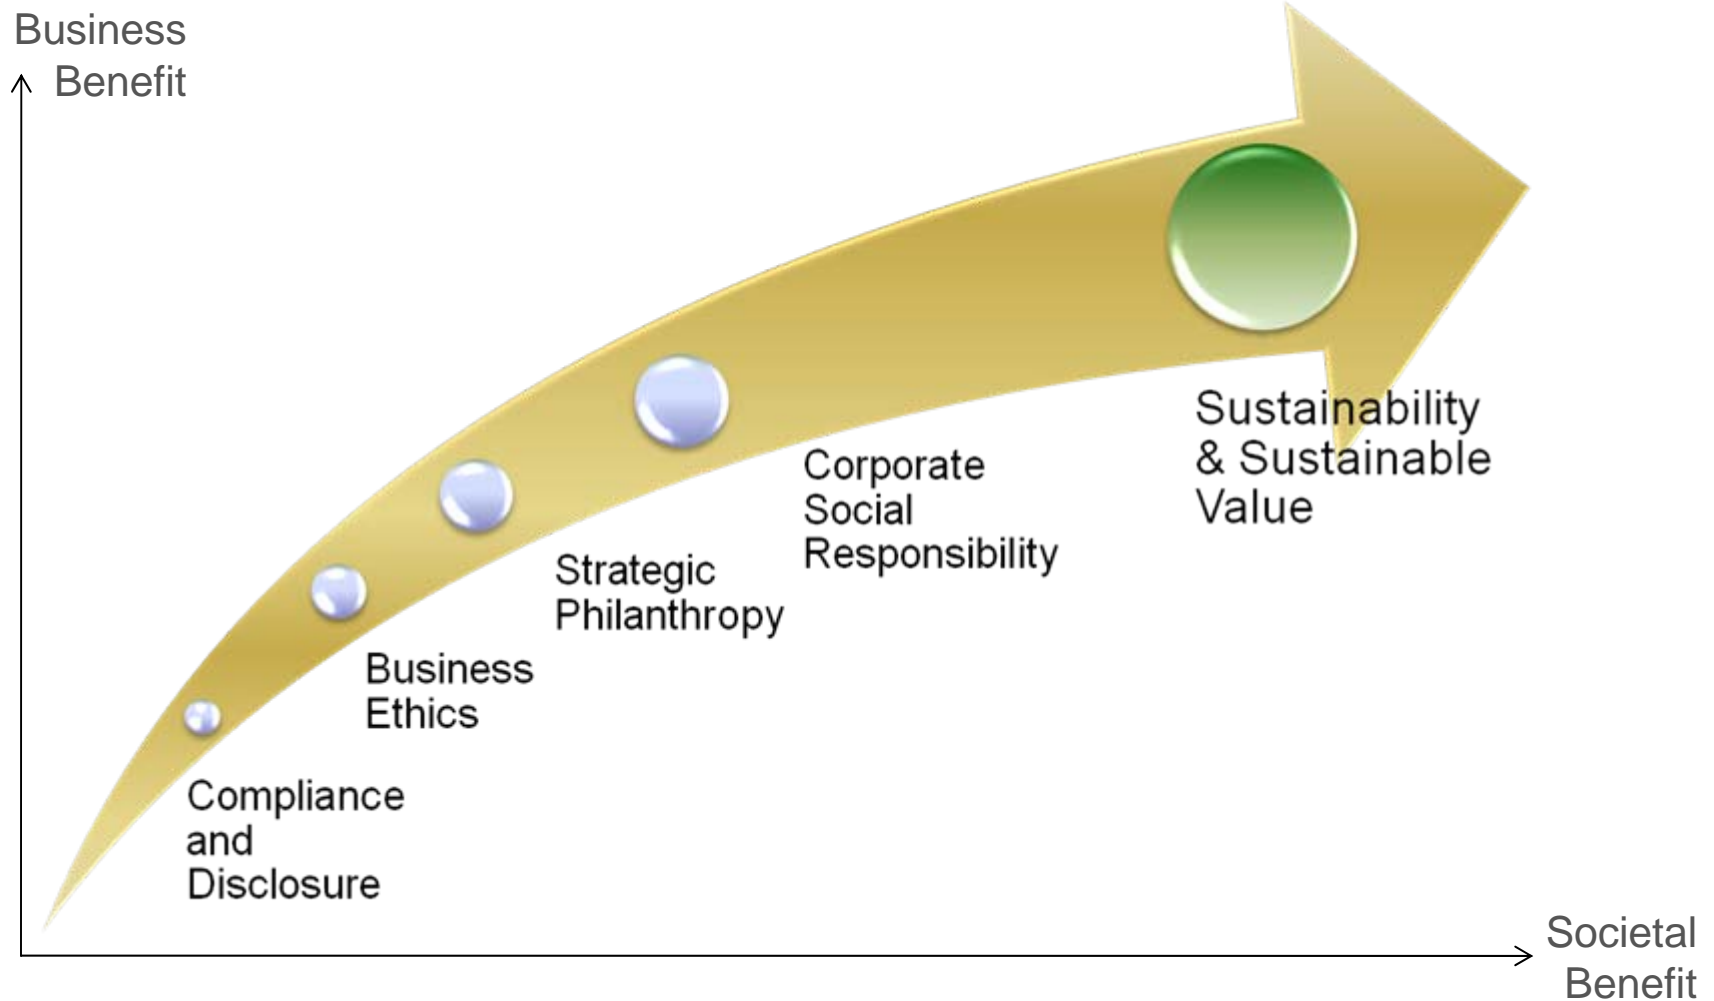 Business
Benefit
Sustainability
& Sustainable
Value
Corporate
Social
Responsibility
Strategic
Philanthropy
Business
Ethics
Compliance
and
Disclosure
Societal
Benefit